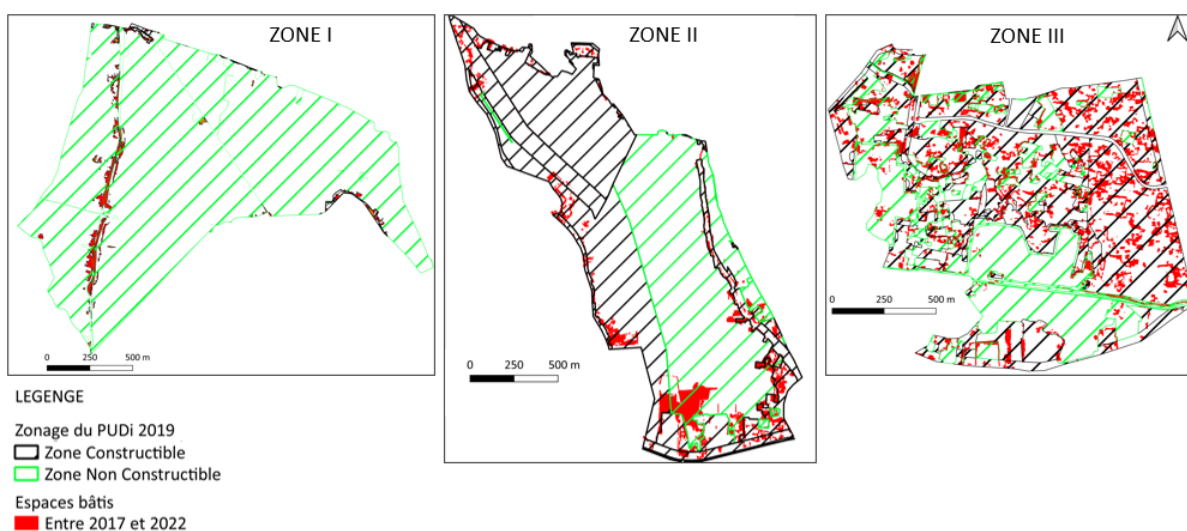 ZONE I
ZONE II
ZONE III
0 250 500 m
0 250 500 m
0 250 500 m
LEGENGE
Zonage du PUDi 2019
Zone Constructible
Zone Non Constructible
Espaces bâtis
Entre 2017 et 2022